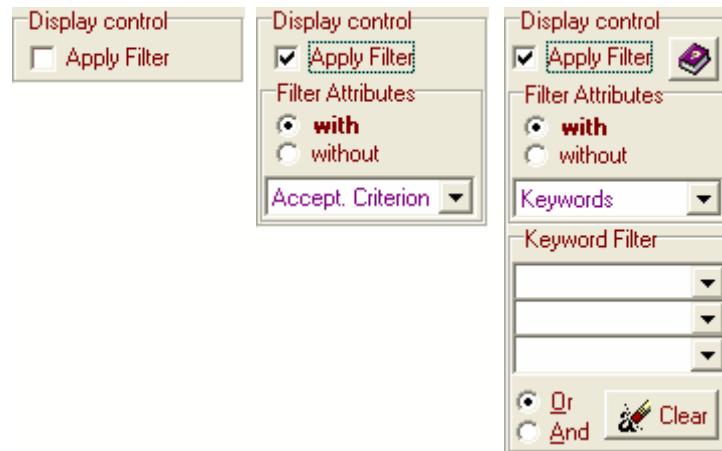 Display control
Apply Filter
Display control
Apply Filter
Filter Attributes
with
without
Accept. Criterion
Display control
Apply Filter
Filter Attributes
with
without
Keywords
Keyword Filter
Or
And
Clear